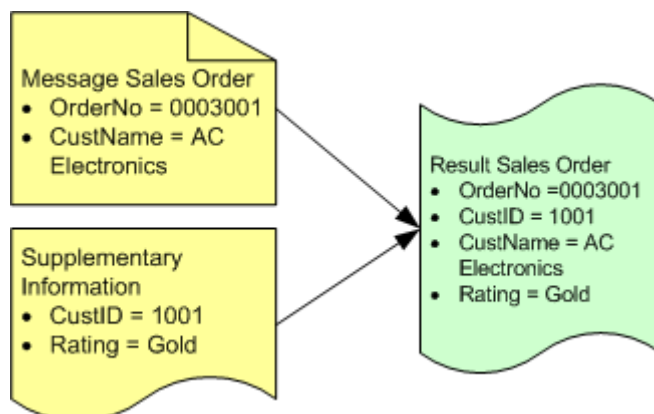 Message Sales Order
• OrderNo = 0003001
• CustName = AC
Electronics
Supplementary
Information
• CustID = 1001
• Rating = Gold
Result Sales Order
• OrderNo =0003001
• CustID = 1001
• CustName = AC
Electronics
• Rating = Gold